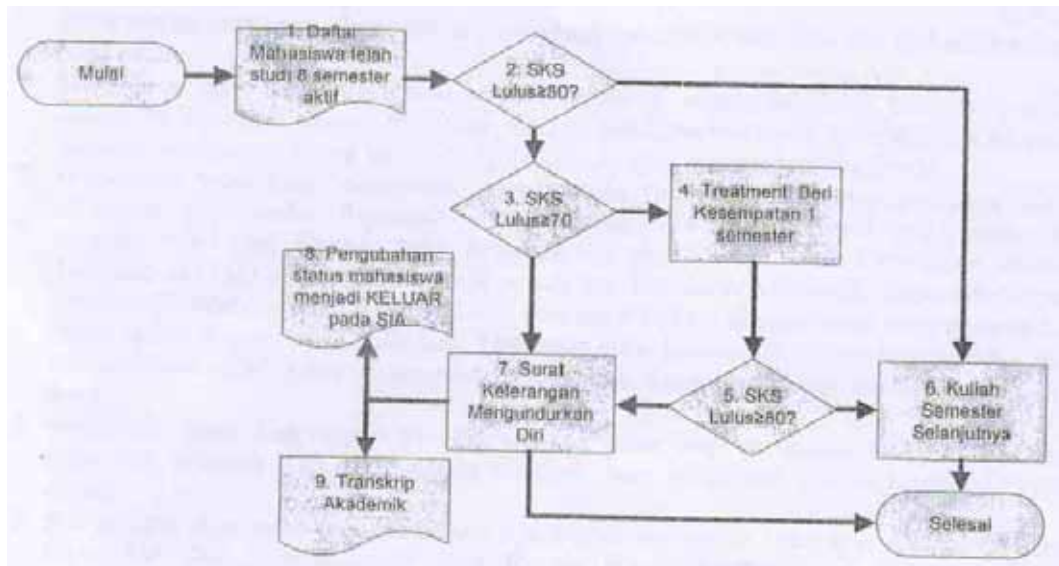 Mulai
1. Daftar
Mahasiswa telah
studi 8 semester
aktif
2. SKS
Lulus≥80?
3. SKS
Lulus≥70
4. Treatment: Beri
Kesempatan 1
semester
8. Pengubahan
status mahasiswa
menjadi KELUAR
pada SIA
7. Surat
Keterangan
Mengundurkan
Diri
5. SKS
Lulus≥80?
6. Kuliah
Semester
Selanjutnya
9. Transkrip
Akademik
Selesai